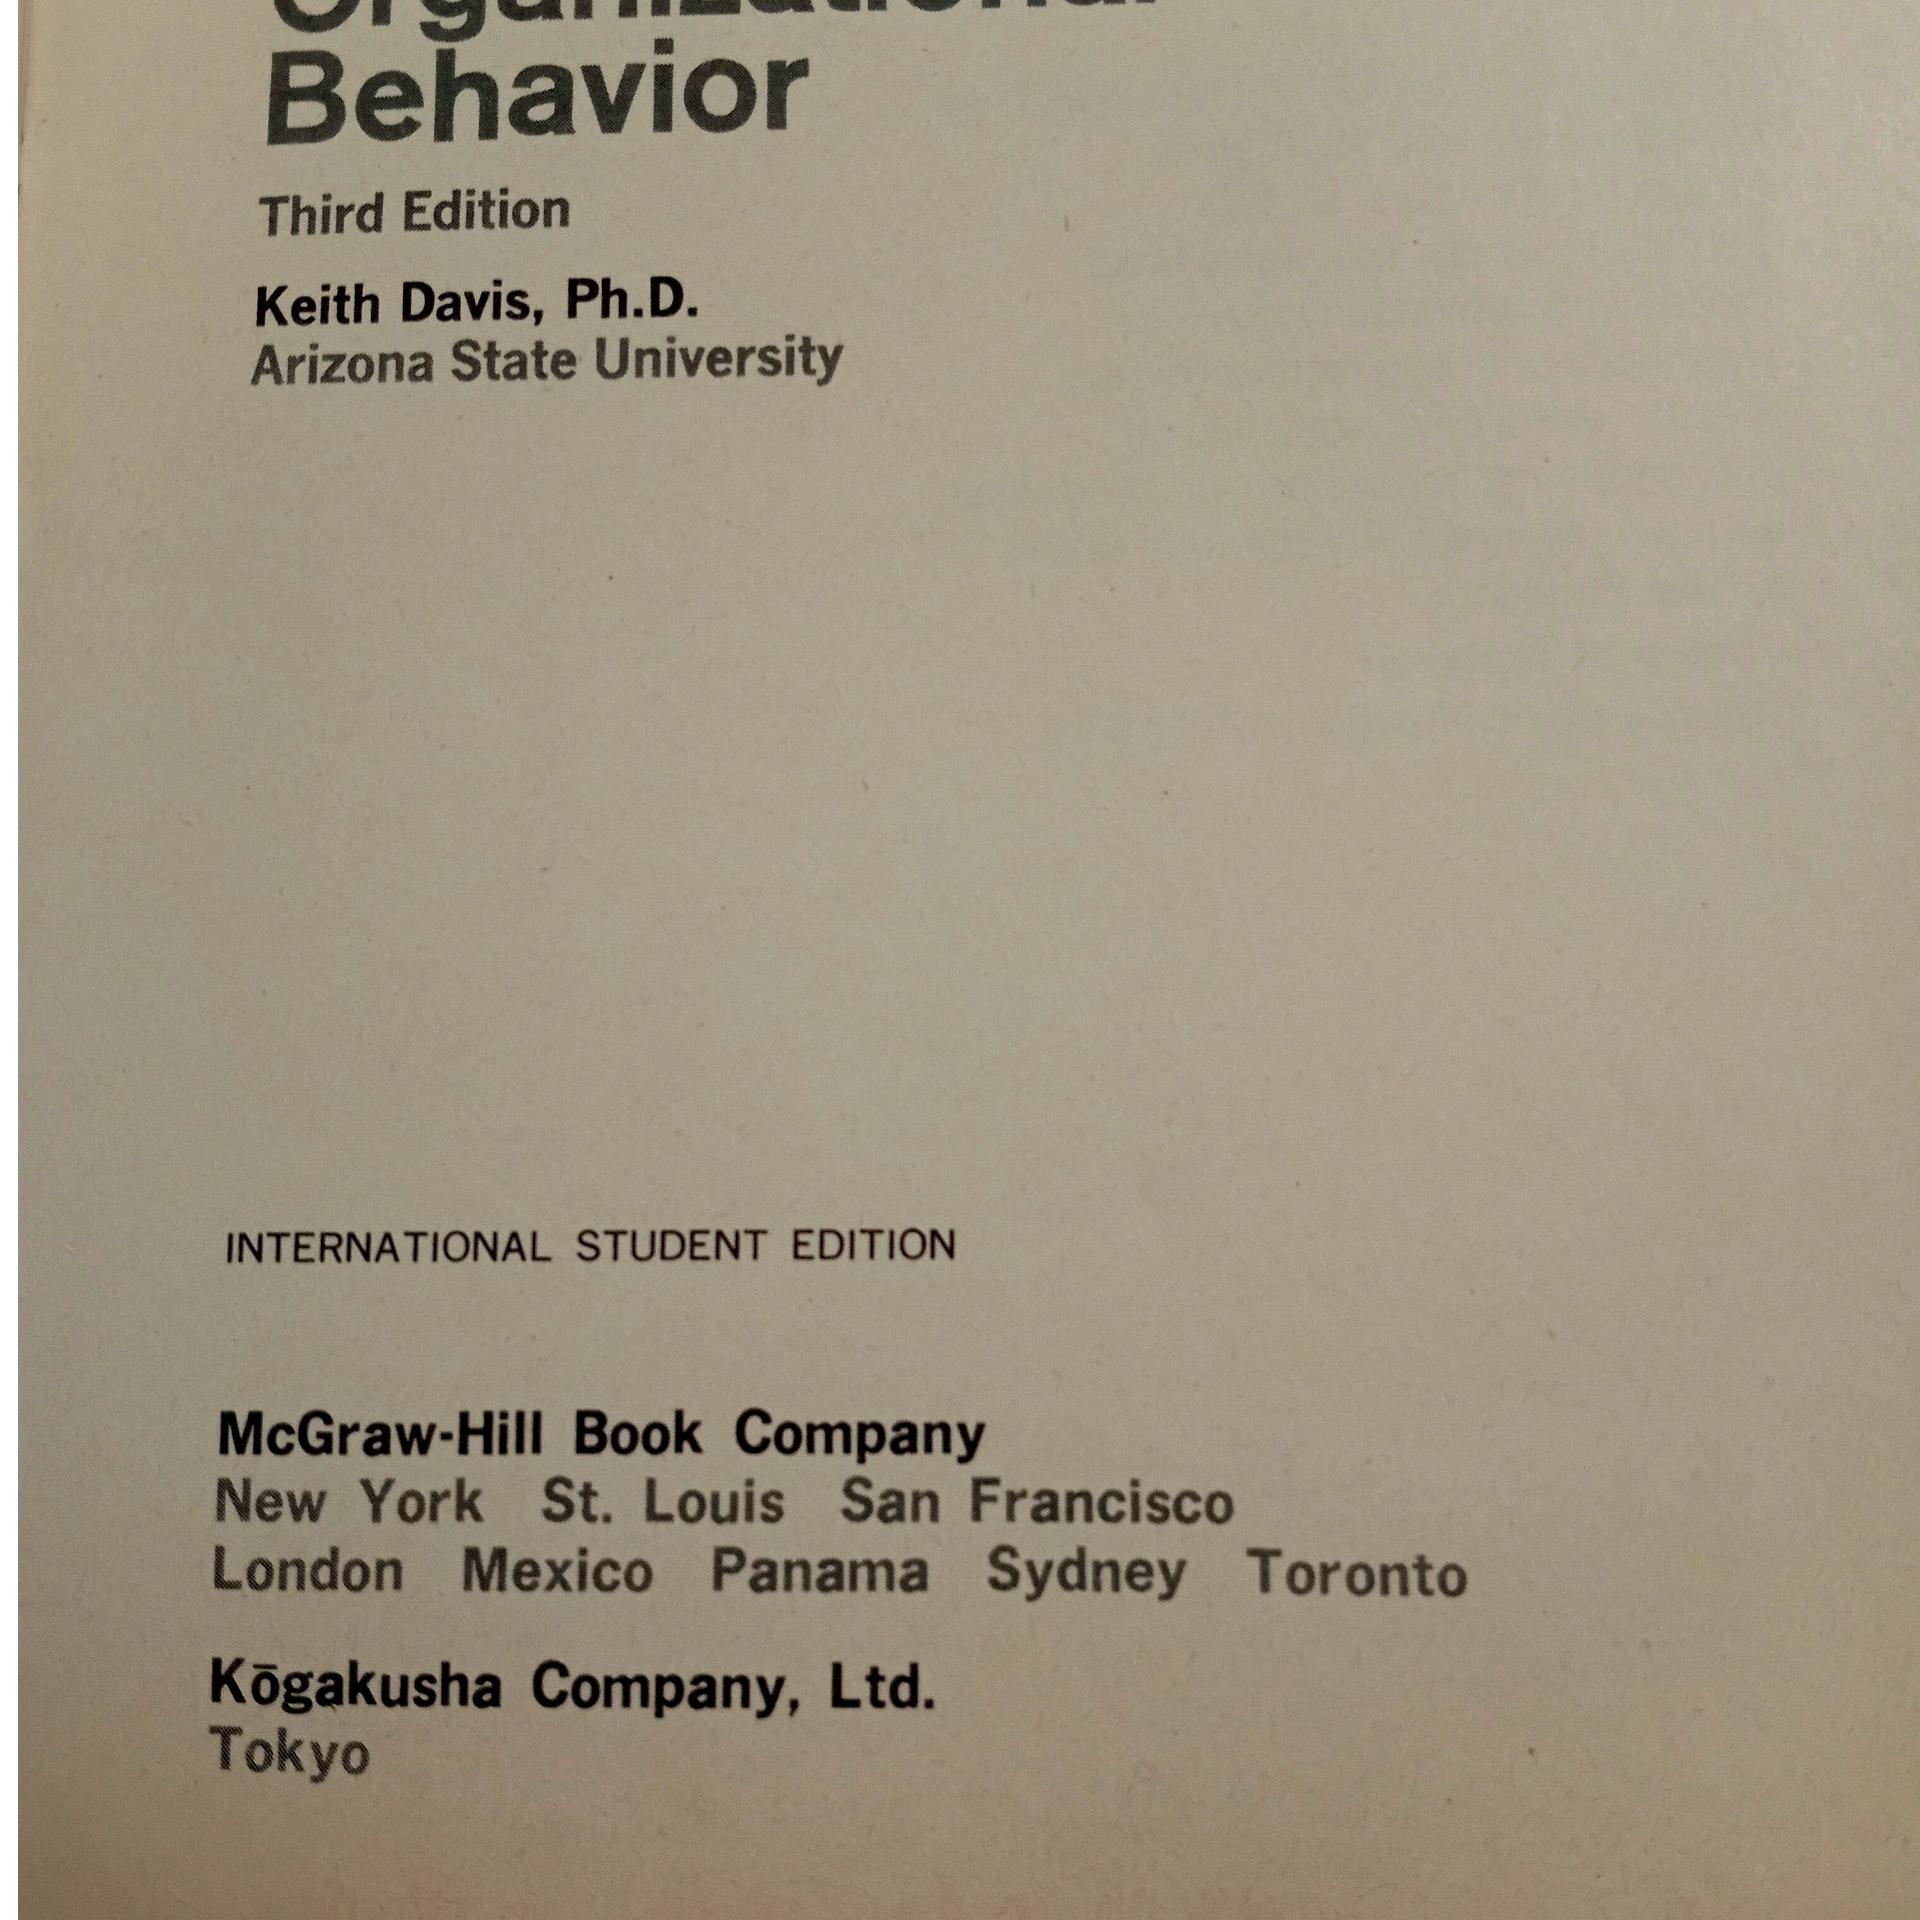 Organizational
Behavior
Third Edition
Keith Davis, Ph.D.
Arizona State University
INTERNATIONAL STUDENT EDITION
McGraw-Hill Book Company
New York St. Louis San Francisco
London Mexico Panama Sydney Toronto
Kōgakusha Company, Ltd.
Tokyo